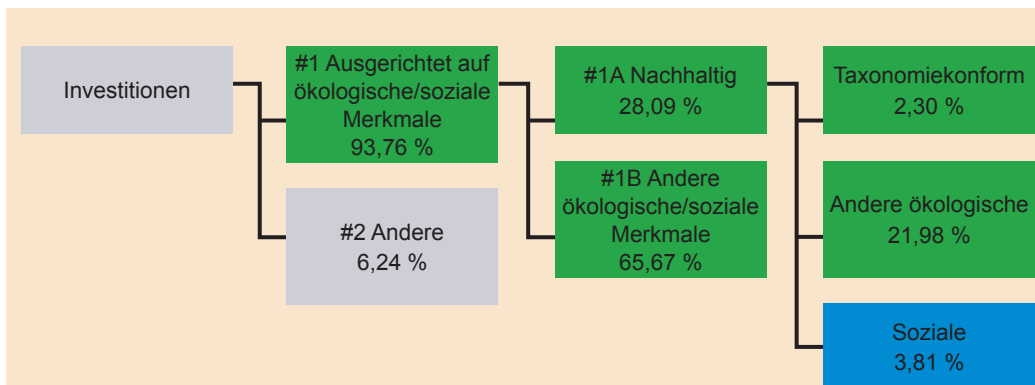 Investitionen
#1 Ausgerichtet auf
ökologische/soziale
Merkmale
93,76 %
#2 Andere
6,24 %
#1A Nachhaltig
28,09 %
#1B Andere
ökologische/soziale
Merkmale
65,67 %
Taxonomiekonform
2,30 %
Andere ökologische
21,98 %
Soziale
3,81 %